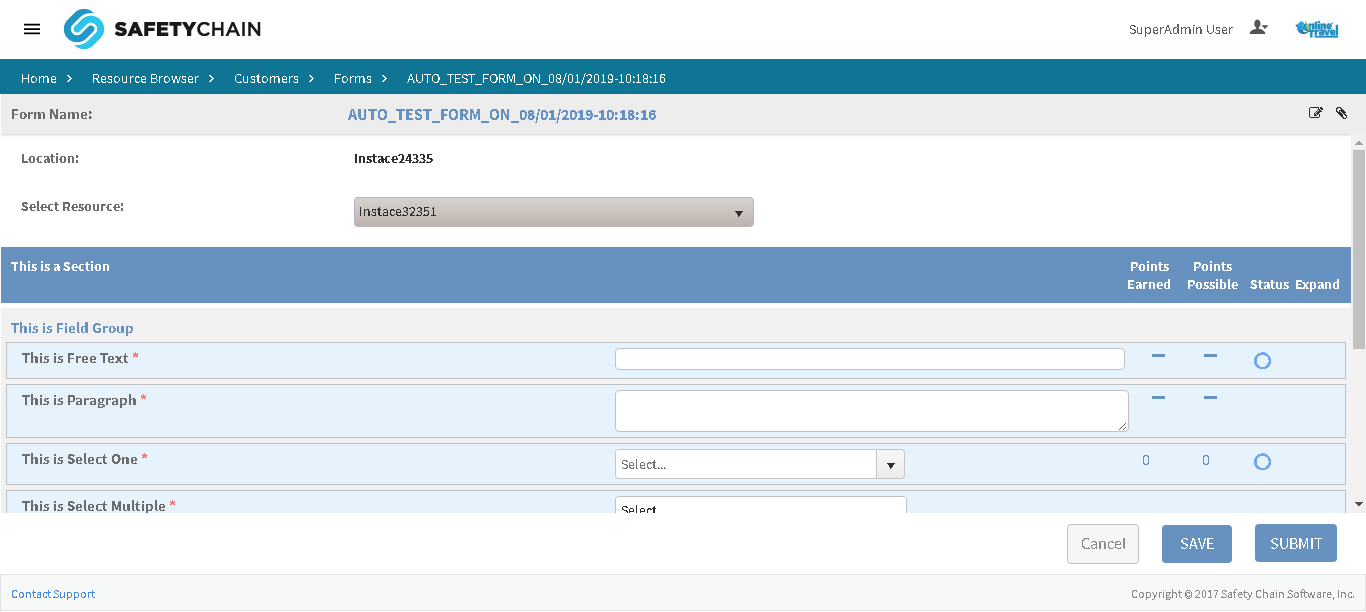 SAFETYCHAIN
SuperAdmin User
Online Travel
Home > Resource Browser > Customers > Forms > AUTO_TEST_FORM_ON_08/01/2019-10:18:16
Form Name: AUTO_TEST_FORM_ON_08/01/2019-10:18:16
Location: Instace24335
Select Resource: Instace32351
This is a Section Points Earned Points Possible Status Expand
This is Field Group
This is Free Text *
This is Paragraph *
This is Select One * Select... 0 0
This is Select Multiple * Select
Cancel SAVE SUBMIT
Contact Support Copyright © 2017 Safety Chain Software, Inc.